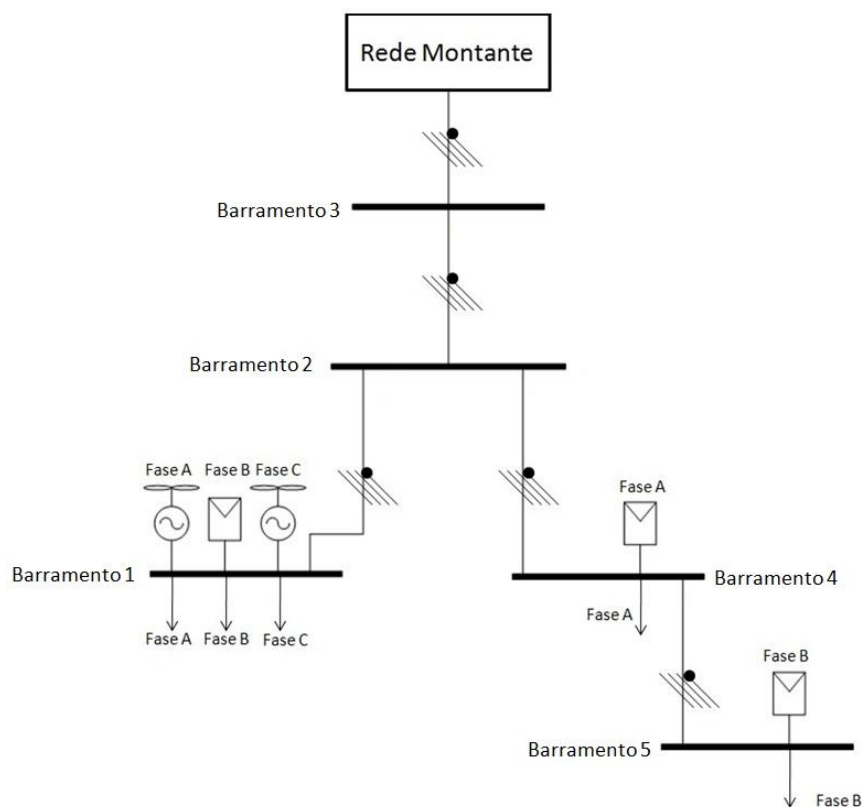 Rede Montante
Barramento 3
Barramento 2
Fase A Fase B Fase C
Barramento 1
Fase A Fase B Fase C
Fase A
Barramento 4
Fase A
Fase B
Barramento 5
Fase B